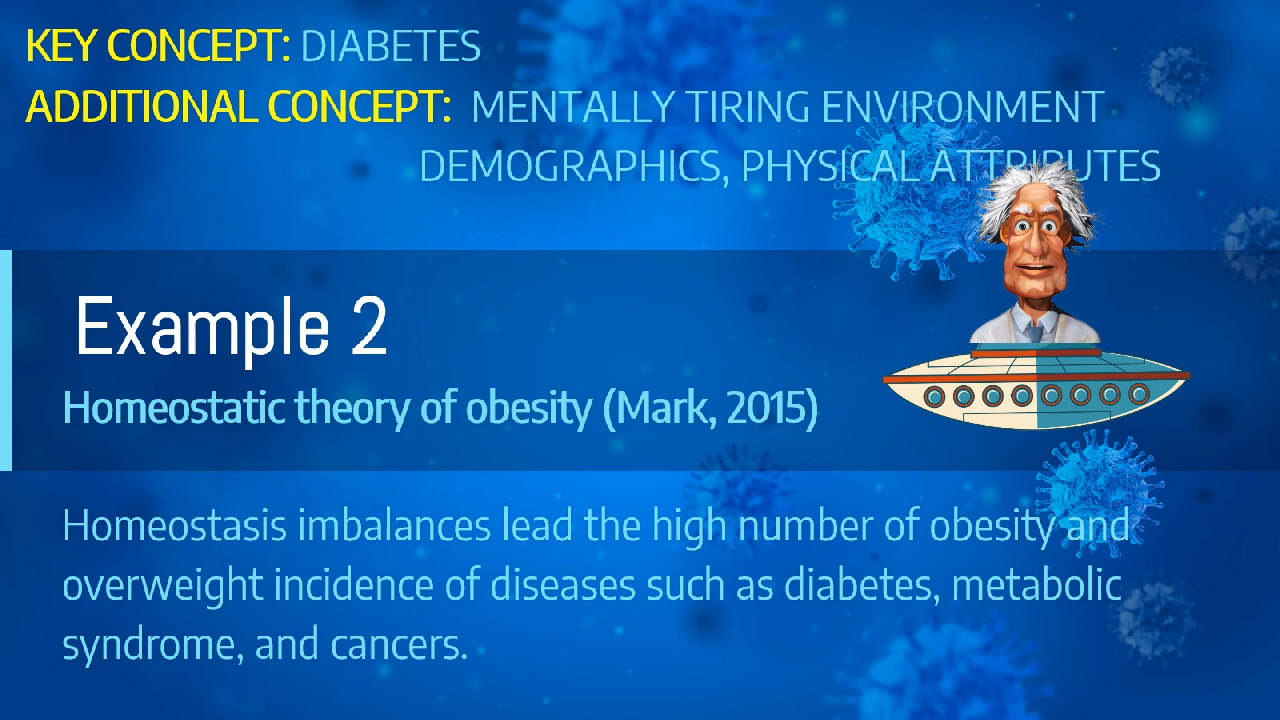 KEY CONCEPT: DIABETES
ADDITIONAL CONCEPT: MENTALLY TIRING ENVIRONMENT
DEMOGRAPHICS, PHYSICAL ATTRIBUTES
Example 2
Homeostatic theory of obesity (Mark, 2015)
Homeostasis imbalances lead the high number of obesity and
overweight incidence of diseases such as diabetes, metabolic
syndrome, and cancers.